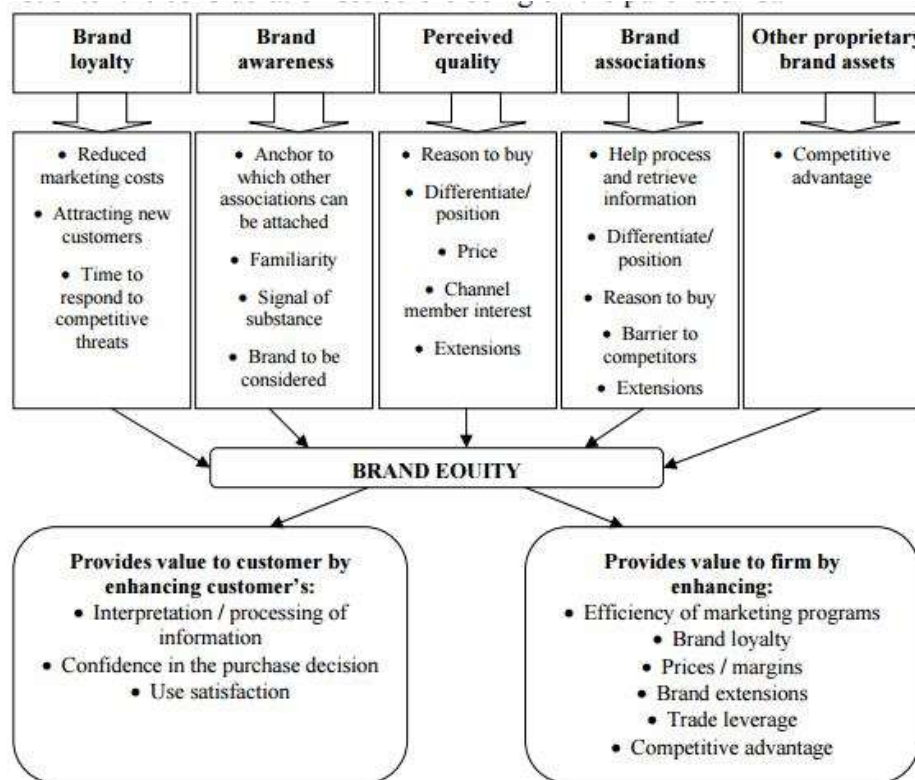 Brand
loyalty
Brand
awareness
Perceived
quality
Brand
associations
Other proprietary
brand assets
• Reduced
marketing costs
• Attracting new
customers
• Time to
respond to
competitive
threats
• Anchor to
which other
associations can
be attached
• Familiarity
• Signal of
substance
• Brand to be
considered
• Reason to buy
• Differentiate/
position
• Price
• Channel
member interest
• Extensions
• Help process
and retrieve
information
• Differentiate/
position
• Reason to buy
• Barrier to
competitors
• Extensions
• Competitive
advantage
BRAND EQUITY
Provides value to customer by
enhancing customer's:
• Interpretation / processing of
information
• Confidence in the purchase decision
• Use satisfaction
Provides value to firm by
enhancing:
• Efficiency of marketing programs
• Brand loyalty
• Prices / margins
• Brand extensions
• Trade leverage
• Competitive advantage